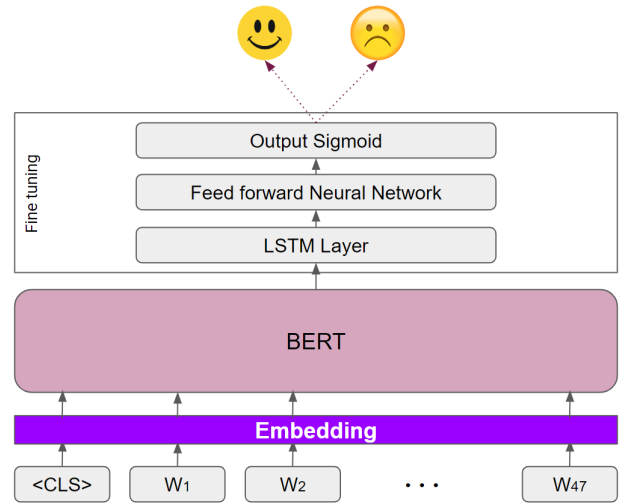 Output Sigmoid
Fine tuning
Feed forward Neural Network
LSTM Layer
BERT
Embedding
<CLS>
W1
W2
...
W47